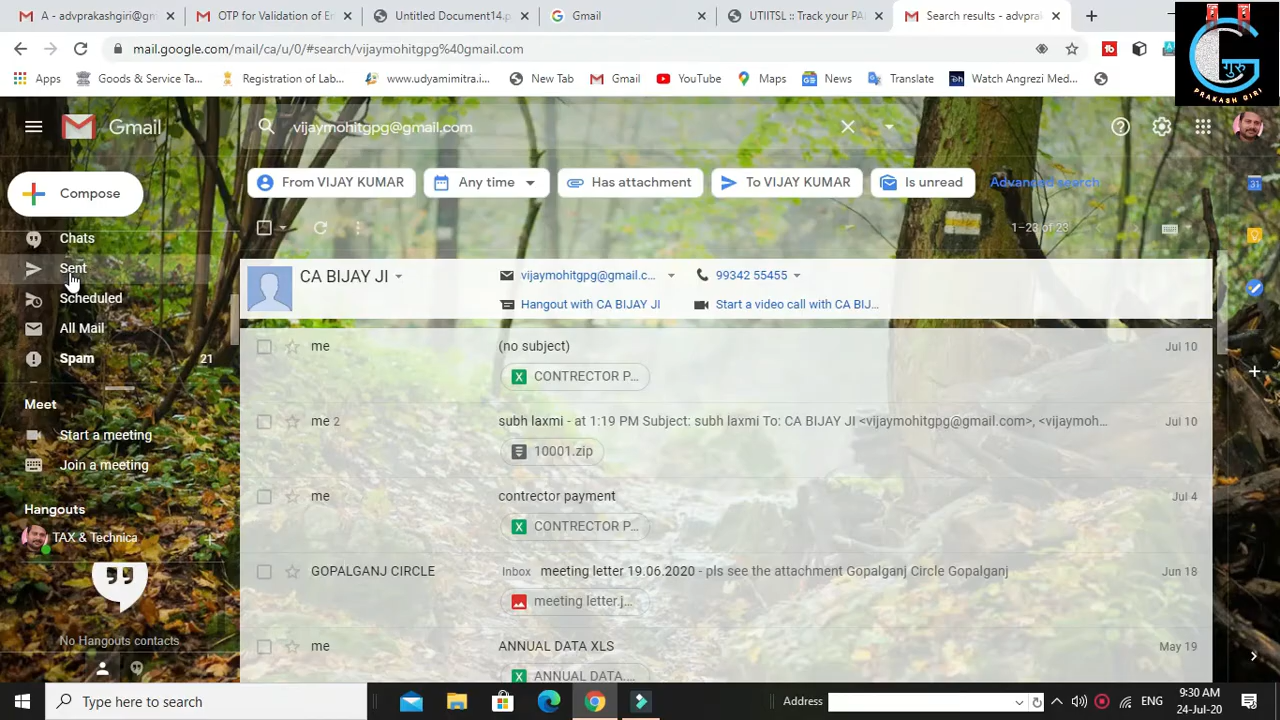 A - advprakashgiri@gm
OTP for Validation of E
Untitled Document14.p
Gmail
UTIITSL :: Track your PA
Search results - advprak
mail.google.com/mail/ca/u/0/#search/vijaymohitgpg%40gmail.com
Apps
Goods & Service Ta...
Registration of Lab...
www.udyamimitra.i...
New Tab
Gmail
YouTube
Maps
News
Translate
Watch Angrezi Med...
गुरु
PRAKASH GIRI
Gmail
vijaymohitgpg@gmail.com
Compose
From VIJAY KUMAR
Any time
Has attachment
To VIJAY KUMAR
Is unread
Advanced search
1–23 of 23
Chats
Sent
Scheduled
All Mail
Spam 21
Meet
Start a meeting
Join a meeting
Hangouts
TAX & Technica
No Hangouts contacts
CA BIJAY JI
vijaymohitgpg@gmail.c...
99342 55455
Hangout with CA BIJAY JI
Start a video call with CA BIJ...
me (no subject) Jul 10
CONTRECTOR P...
me 2 subh laxmi - at 1:19 PM Subject: subh laxmi To: CA BIJAY JI <vijaymohitgpg@gmail.com>, <vijaymoh... Jul 10
10001.zip
me contrector payment Jul 4
CONTRECTOR P...
GOPALGANJ CIRCLE Inbox meeting letter 19.06.2020 - pls see the attachment Gopalganj Circle Gopalganj Jun 18
meeting letter.j...
me ANNUAL DATA XLS May 19
ANNUAL DATA....
Type here to search
Address
ENG
9:30 AM
24-Jul-20